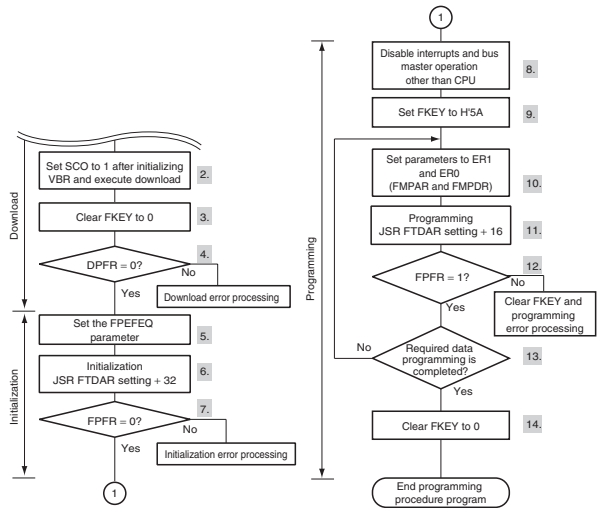 Download
Set SCO to 1 after initializing
VBR and execute download
2.
Clear FKEY to 0
3.
DPFR = 0?
4.
No
Yes
Download error processing
Initialization
Set the FPEFEQ
parameter
5.
Initialization
JSR FTDAR setting + 32
6.
FPFR = 0?
7.
No
Yes
Initialization error processing
1
1
Programming
Disable interrupts and bus
master operation
other than CPU
8.
Set FKEY to H'5A
9.
Set parameters to ER1
and ER0
(FMPAR and FMPDR)
10.
Programming
JSR FTDAR setting + 16
11.
FPFR = 1?
12.
No
Yes
Clear FKEY and
programming
error processing
No
Required data
programming is
completed?
13.
Yes
Clear FKEY to 0
14.
End programming
procedure program